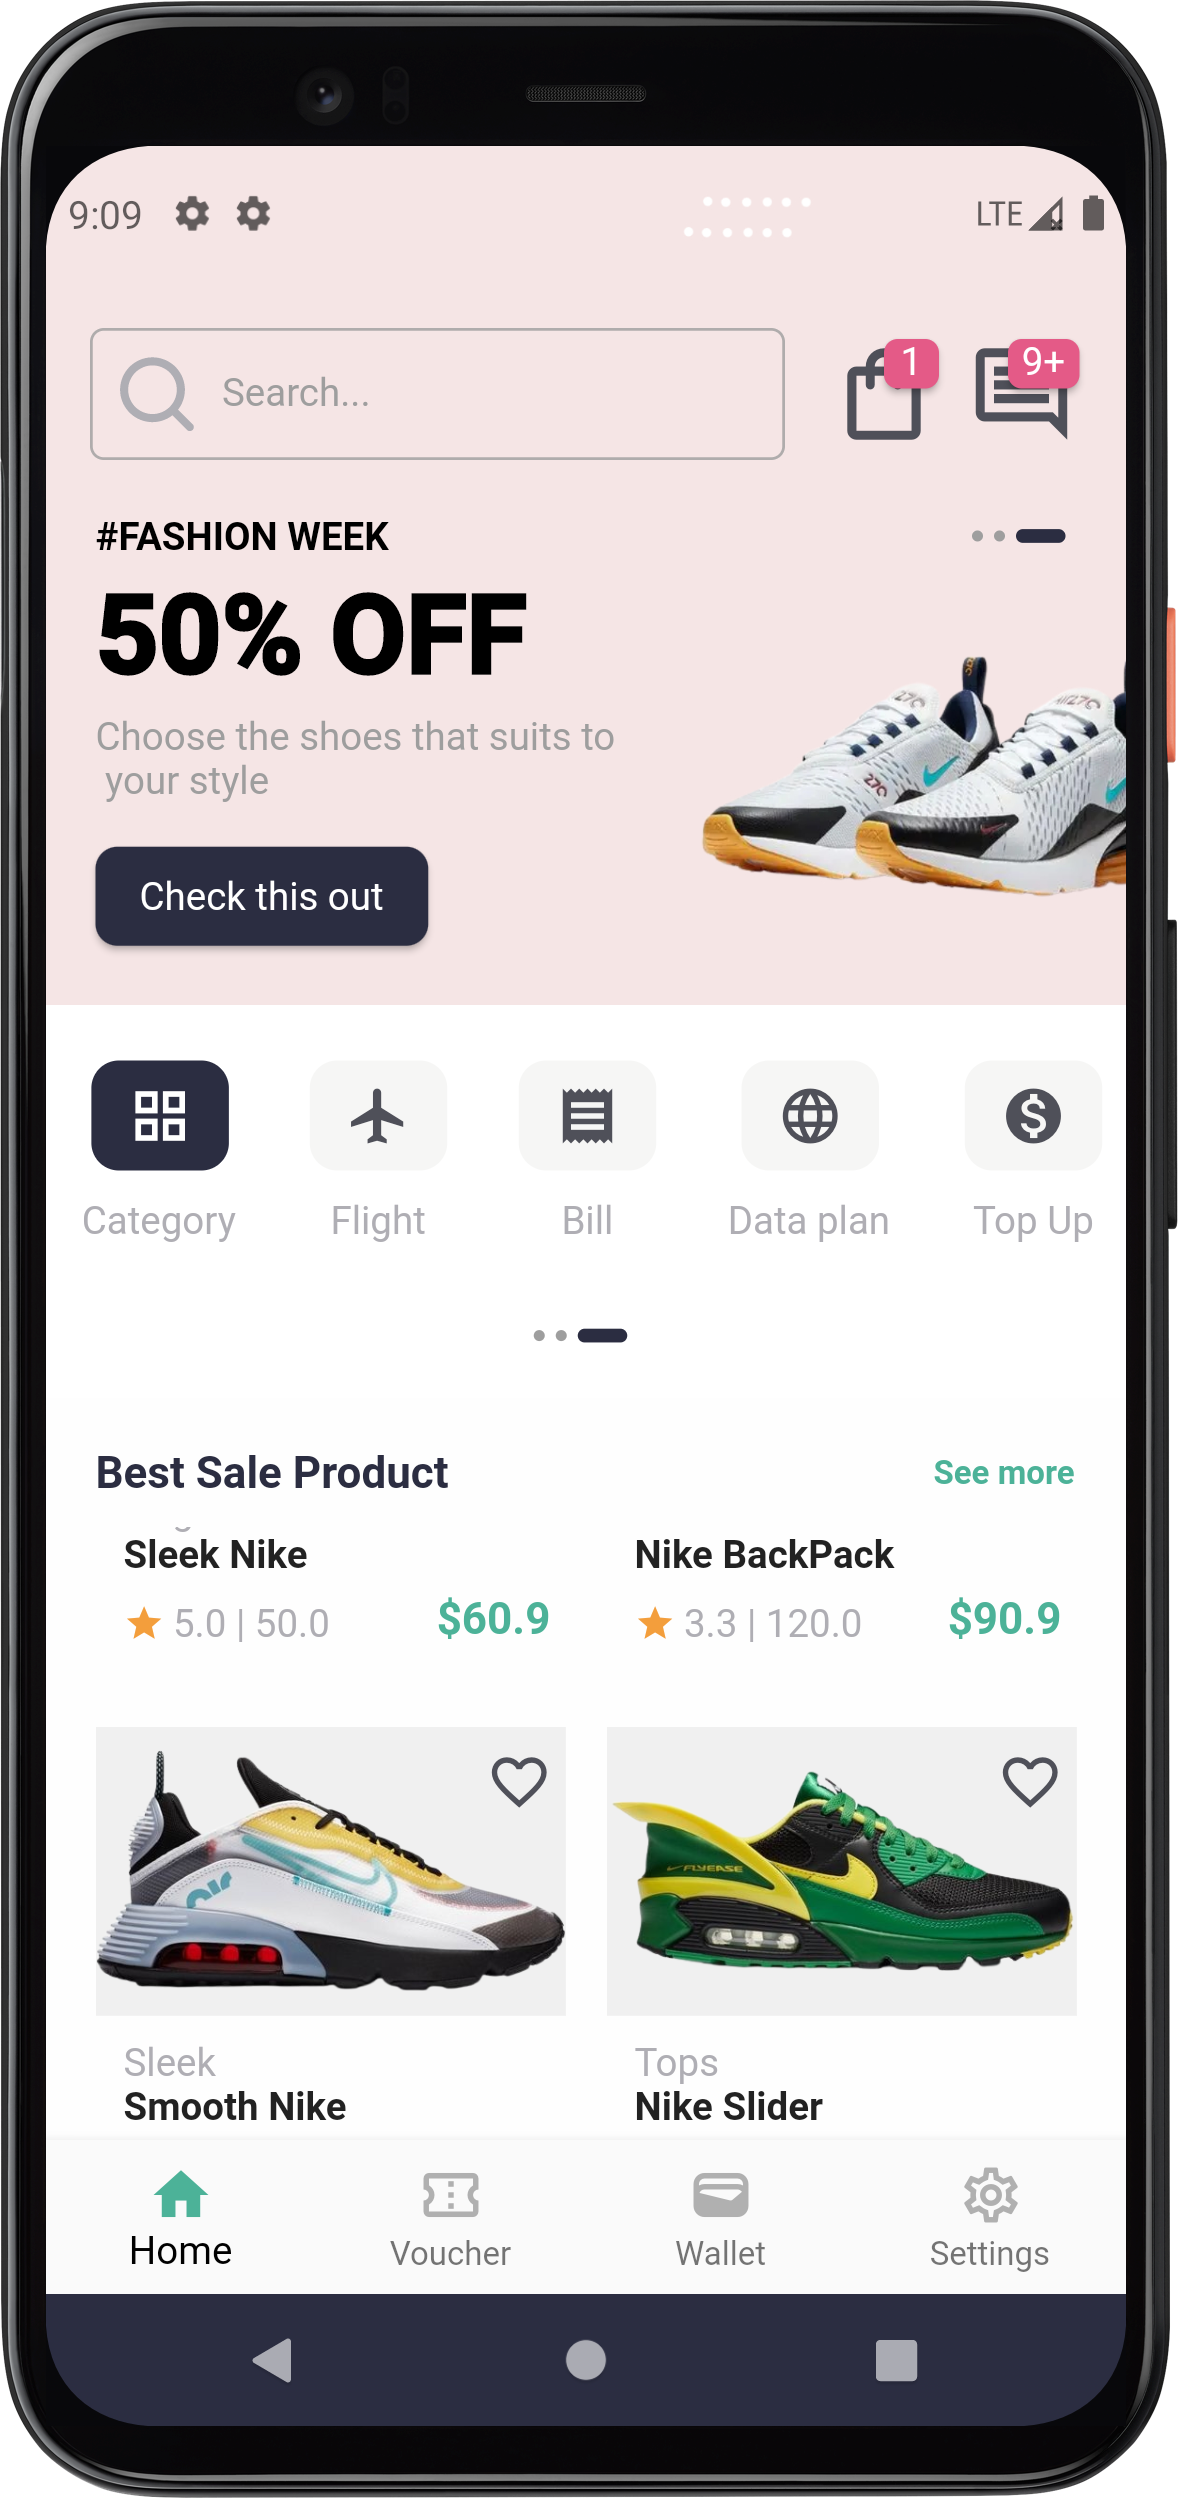 9:09
LTE
Search...
1
9+
#FASHION WEEK
50% OFF
Choose the shoes that suits to
your style
Check this out
27C
Category
Flight
Bill
Data plan
Top Up
Best Sale Product
See more
Sleek Nike
Nike BackPack
5.0 | 50.0
$60.9
3.3 | 120.0
$90.9
air
FLYEASE
Sleek
Tops
Smooth Nike
Nike Slider
Home
Voucher
Wallet
Settings